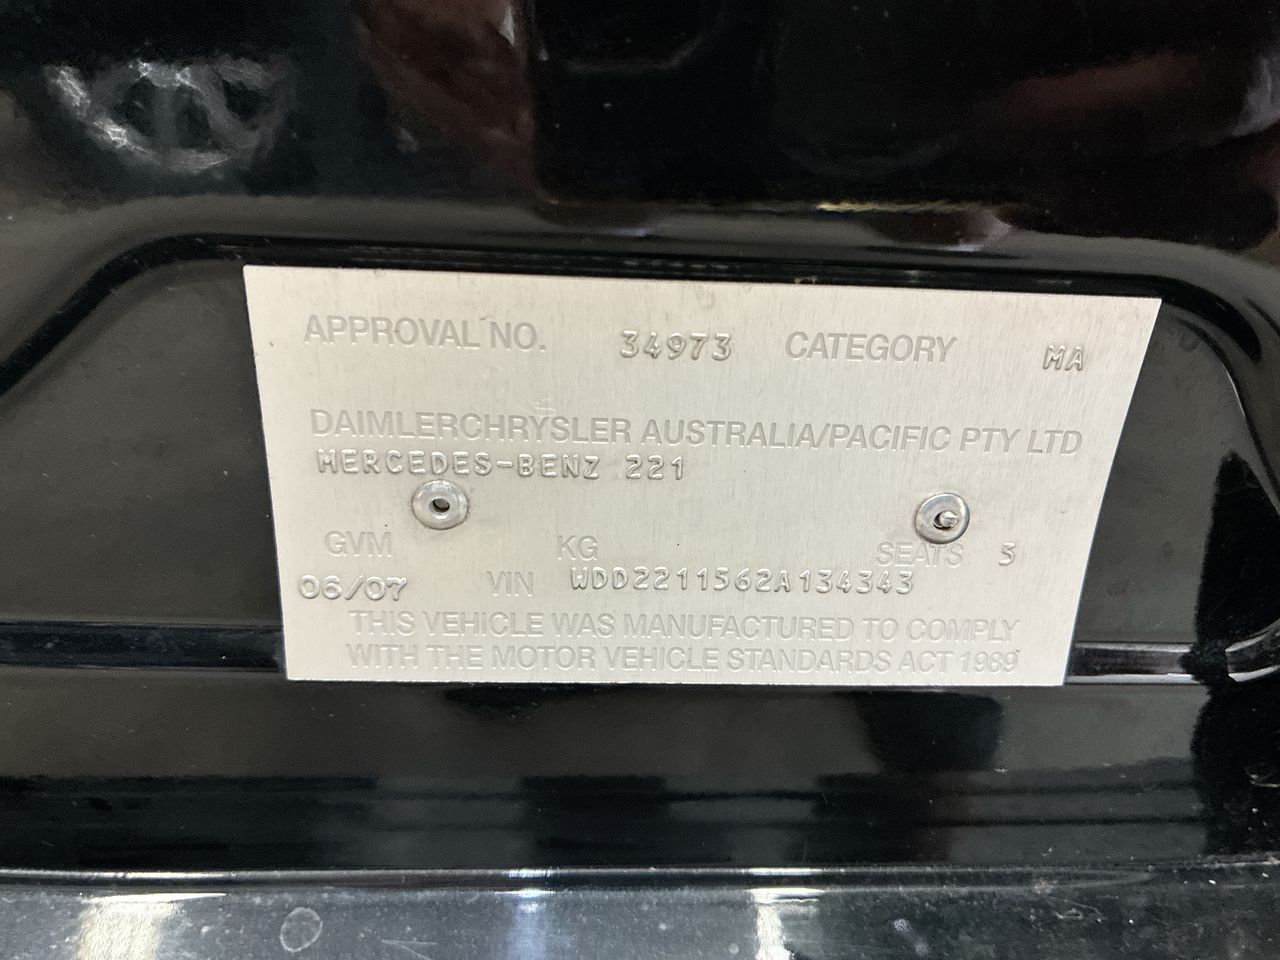 APPROVAL NO. 34973 CATEGORY MA
DAIMLERCHRYSLER AUSTRALIA/PACIFIC PTY LTD
MERCEDES-BENZ 221
GVM KG SEATS 5
06/07 VIN WDD2211562A134343
THIS VEHICLE WAS MANUFACTURED TO COMPLY
WITH THE MOTOR VEHICLE STANDARDS ACT 1989